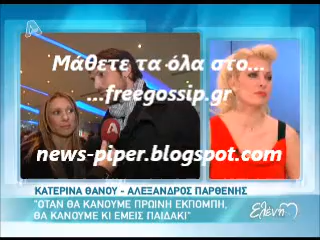 Μάθετε τα όλα στο...
...freegossip.gr
news-piper.blogspot.com
ΚΑΤΕΡΙΝΑ ΘΑΝΟΥ - ΑΛΕΞΑΝΔΡΟΣ ΠΑΡΘΕΝΗΣ
"ΟΤΑΝ ΘΑ ΚΑΝΟΥΜΕ ΠΡΩΙΝΗ ΕΚΠΟΜΠΗ,
ΘΑ ΚΑΝΟΥΜΕ ΚΙ ΕΜΕΙΣ ΠΑΙΔΑΚΙ"
Ελένη